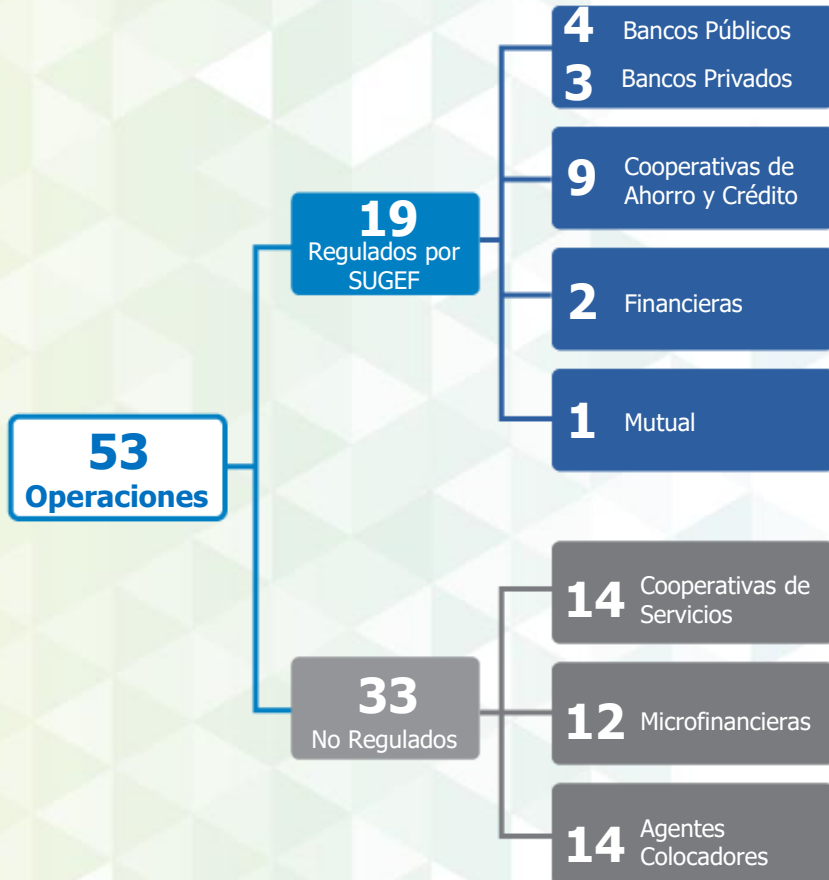 53
Operaciones
19
Regulados por
SUGEF
4 Bancos Públicos
3 Bancos Privados
9 Cooperativas de
Ahorro y Crédito
2 Financieras
1 Mutual
33
No Regulados
14 Cooperativas de
Servicios
12 Microfinancieras
14 Agentes
Colocadores